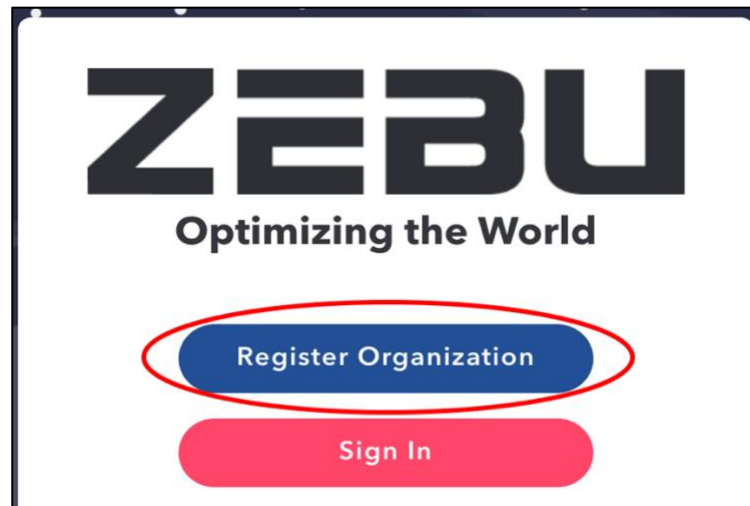 ZEBU
Optimizing the World
Register Organization
Sign In